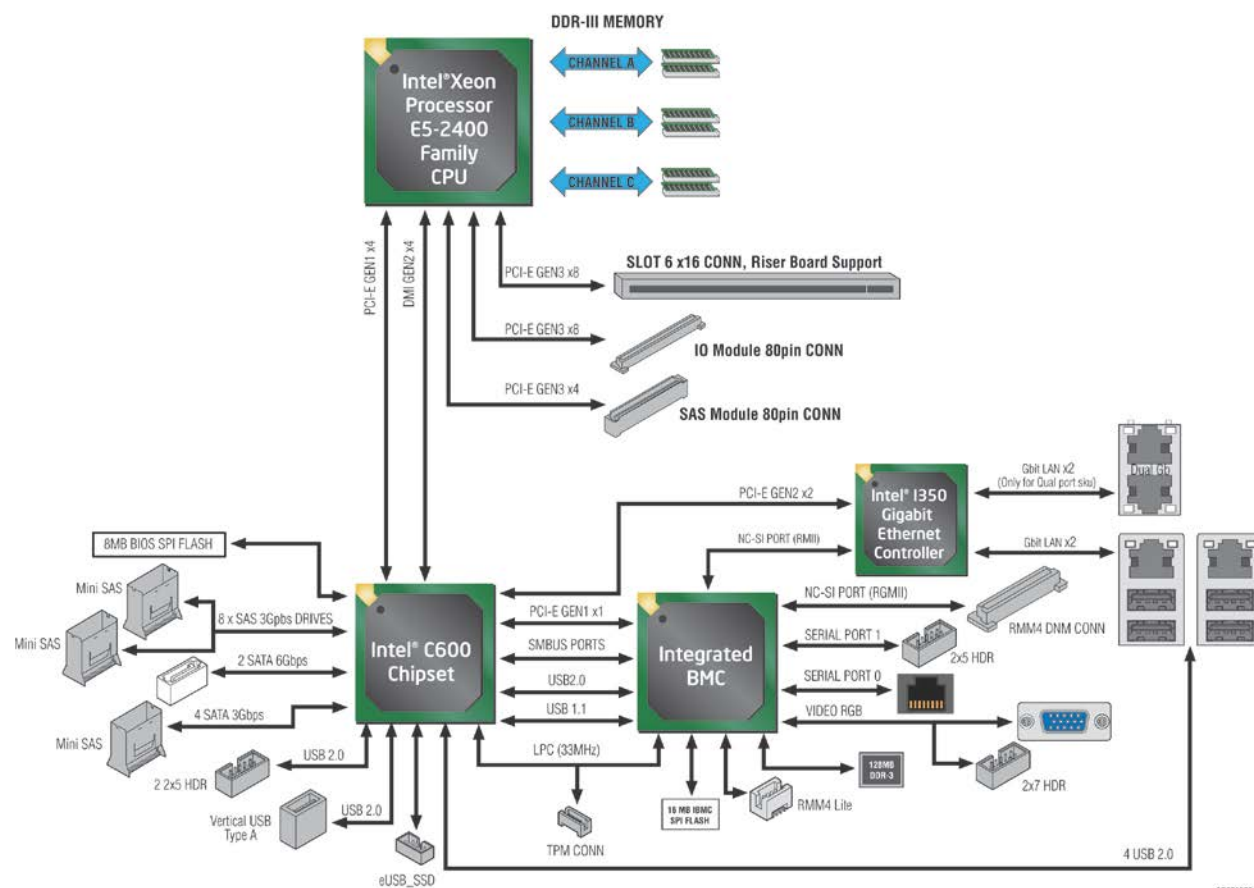 DDR-III MEMORY
CHANNEL A
CHANNEL B
CHANNEL C
Intel® Xeon
Processor
E5-2400
Family
CPU
PCI-E GEN1 x4
DMI GEN2 x4
PCI-E GEN3 x8
SLOT 6 x16 CONN, Riser Board Support
PCI-E GEN3 x8
IO Module 80pin CONN
PCI-E GEN3 x4
SAS Module 80pin CONN
PCI-E GEN2 x2
Intel® I350
Gigabit
Ethernet
Controller
Gbit LAN x2
(Only for Qual port sku)
Dual Gb
NC-SI PORT (RMII)
Gbit LAN x2
8MB BIOS SPI FLASH
Mini SAS
8 x SAS 3Gpbs DRIVES
Mini SAS
2 SATA 6Gbps
4 SATA 3Gbps
Mini SAS
Intel® C600
Chipset
PCI-E GEN1 x1
SMBUS PORTS
USB2.0
USB 1.1
LPC (33MHz)
Integrated
BMC
NC-SI PORT (RGMII)
RMM4 DNM CONN
SERIAL PORT 1
2x5 HDR
SERIAL PORT 0
VIDEO RGB
2x7 HDR
128MB
DDR-3
RMM4 Lite
16 MB IBMC
SPI FLASH
TPM CONN
USB 2.0
2 2x5 HDR
USB 2.0
Vertical USB
Type A
eUSB_SSD
4 USB 2.0